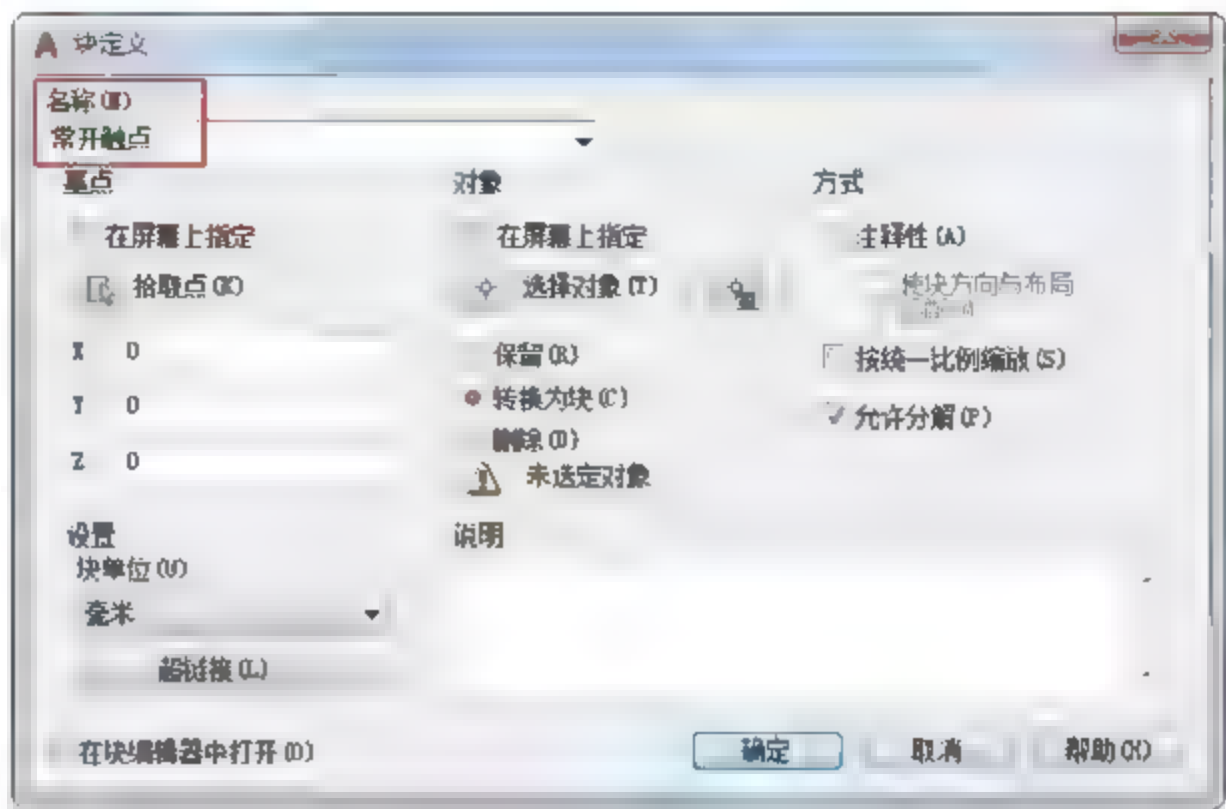 块定义
名称(N)
常开触点
基点
在屏幕上指定
拾取点(K)
X 0
Y 0
Z 0
设置
块单位(U)
毫米
超链接(L)
对象
在屏幕上指定
选择对象(T)
保留(R)
转换为块(C)
删除(D)
未选定对象
方式
注释性(A)
使块方向与布局
按统一比例缩放(S)
允许分解(P)
说明
在块编辑器中打开(O)
确定
取消
帮助(H)